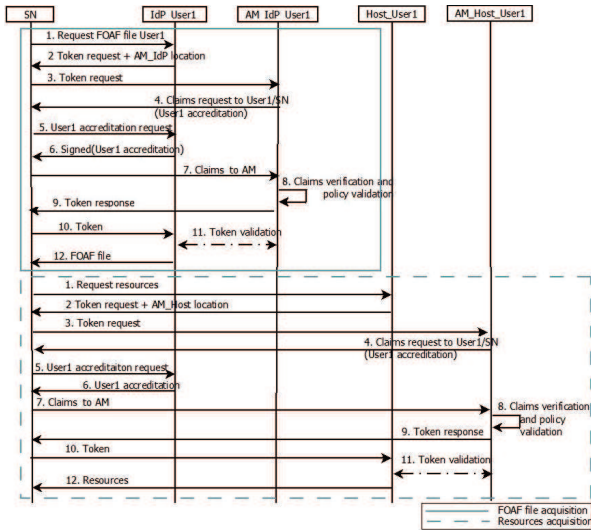 SN IdP_User1 AM_IdP_User1 Host_User1 AM_Host_User1
1. Request FOAF file User1
2 Token request + AM_IdP location
3. Token request
4. Claims request to User1/SN
(User1 accreditation)
5. User1 accreditation request
6. Signed(User1 accreditation)
7. Claims to AM
8. Claims verification and
policy validation
9. Token response
10. Token
11. Token validation
12. FOAF file
1. Request resources
2 Token request + AM_Host location
3. Token request
4. Claims request to User1/SN
(User1 accreditation)
5. User1 accreditaiton request
6. User1 accreditation
7. Claims to AM
8. Claims verification
and policy
validation
9. Token response
10. Token
11. Token validation
12. Resources
FOAF file acquisition
Resources acquisition